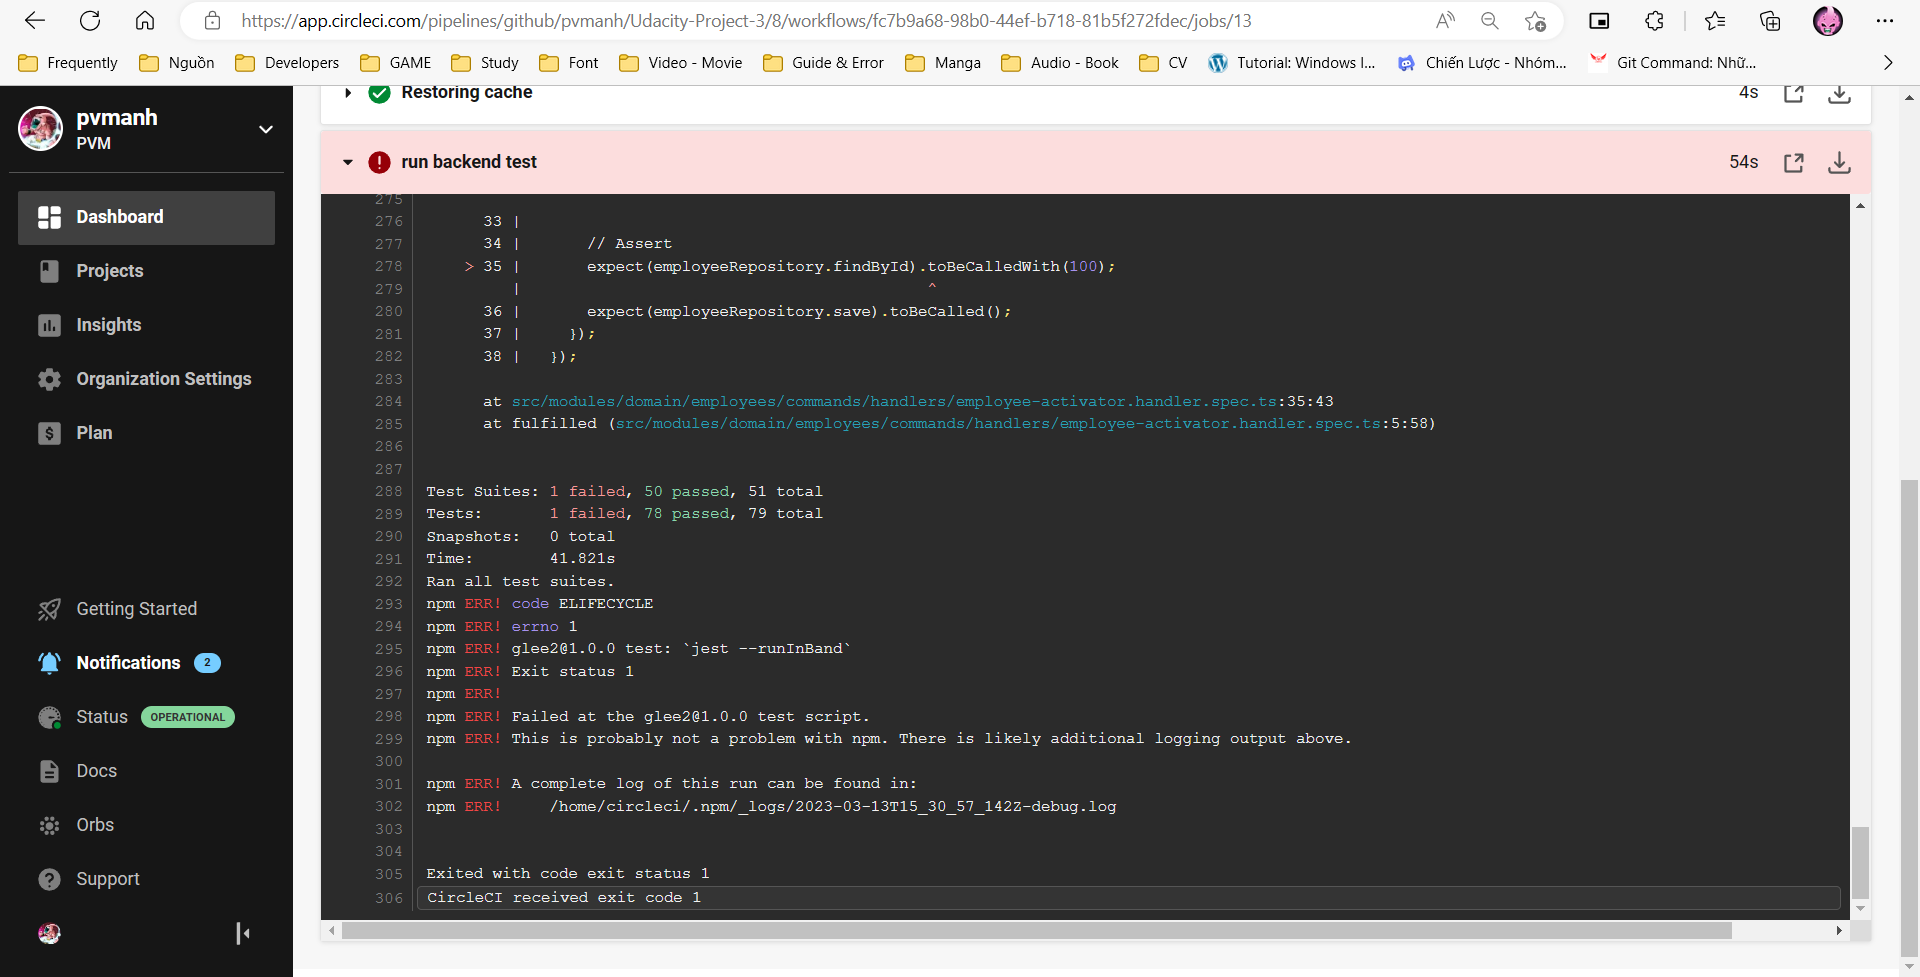 https://app.circleci.com/pipelines/github/pvmanh/Udacity-Project-3/8/workflows/fc7b9a68-98b0-44ef-b718-81b5f272fdec/jobs/13
Frequently Nguồn Developers GAME Study Font Video - Movie Guide & Error Manga Audio - Book CV Tutorial: Windows I... Chiến Lược - Nhóm... Git Command: Nhữ...
pvmanh
PVM
Dashboard
Projects
Insights
Organization Settings
Plan
Getting Started
Notifications 2
Status OPERATIONAL
Docs
Orbs
Support
Restoring cache 4s
run backend test 54s
275
276 33 |
277 34 | // Assert
278 > 35 | expect(employeeRepository.findById).toBeCalledWith(100);
279 | ^
280 36 | expect(employeeRepository.save).toBeCalled();
281 37 | });
282 38 | });
283
284 at src/modules/domain/employees/commands/handlers/employee-activator.handler.spec.ts:35:43
285 at fulfilled (src/modules/domain/employees/commands/handlers/employee-activator.handler.spec.ts:5:58)
286
287
288 Test Suites: 1 failed, 50 passed, 51 total
289 Tests: 1 failed, 78 passed, 79 total
290 Snapshots: 0 total
291 Time: 41.821s
292 Ran all test suites.
293 npm ERR! code ELIFECYCLE
294 npm ERR! errno 1
295 npm ERR! glee2@1.0.0 test: `jest --runInBand`
296 npm ERR! Exit status 1
297 npm ERR!
298 npm ERR! Failed at the glee2@1.0.0 test script.
299 npm ERR! This is probably not a problem with npm. There is likely additional logging output above.
300
301 npm ERR! A complete log of this run can be found in:
302 npm ERR! /home/circleci/.npm/_logs/2023-03-13T15_30_57_142Z-debug.log
303
304
305 Exited with code exit status 1
306 CircleCI received exit code 1